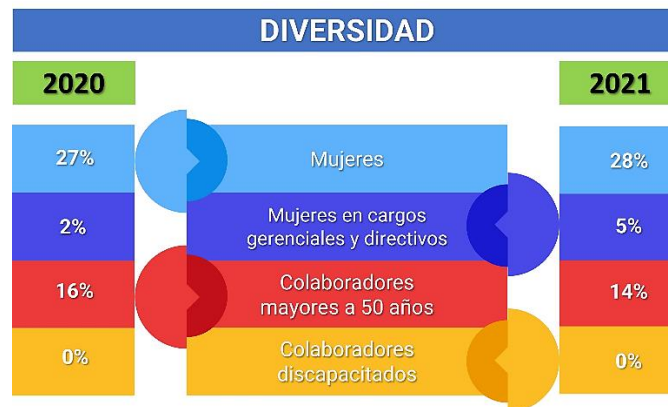 DIVERSIDAD
2020
2021
27%
Mujeres
28%
2%
Mujeres en cargos
gerenciales y directivos
5%
16%
Colaboradores
mayores a 50 años
14%
0%
Colaboradores
discapacitados
0%